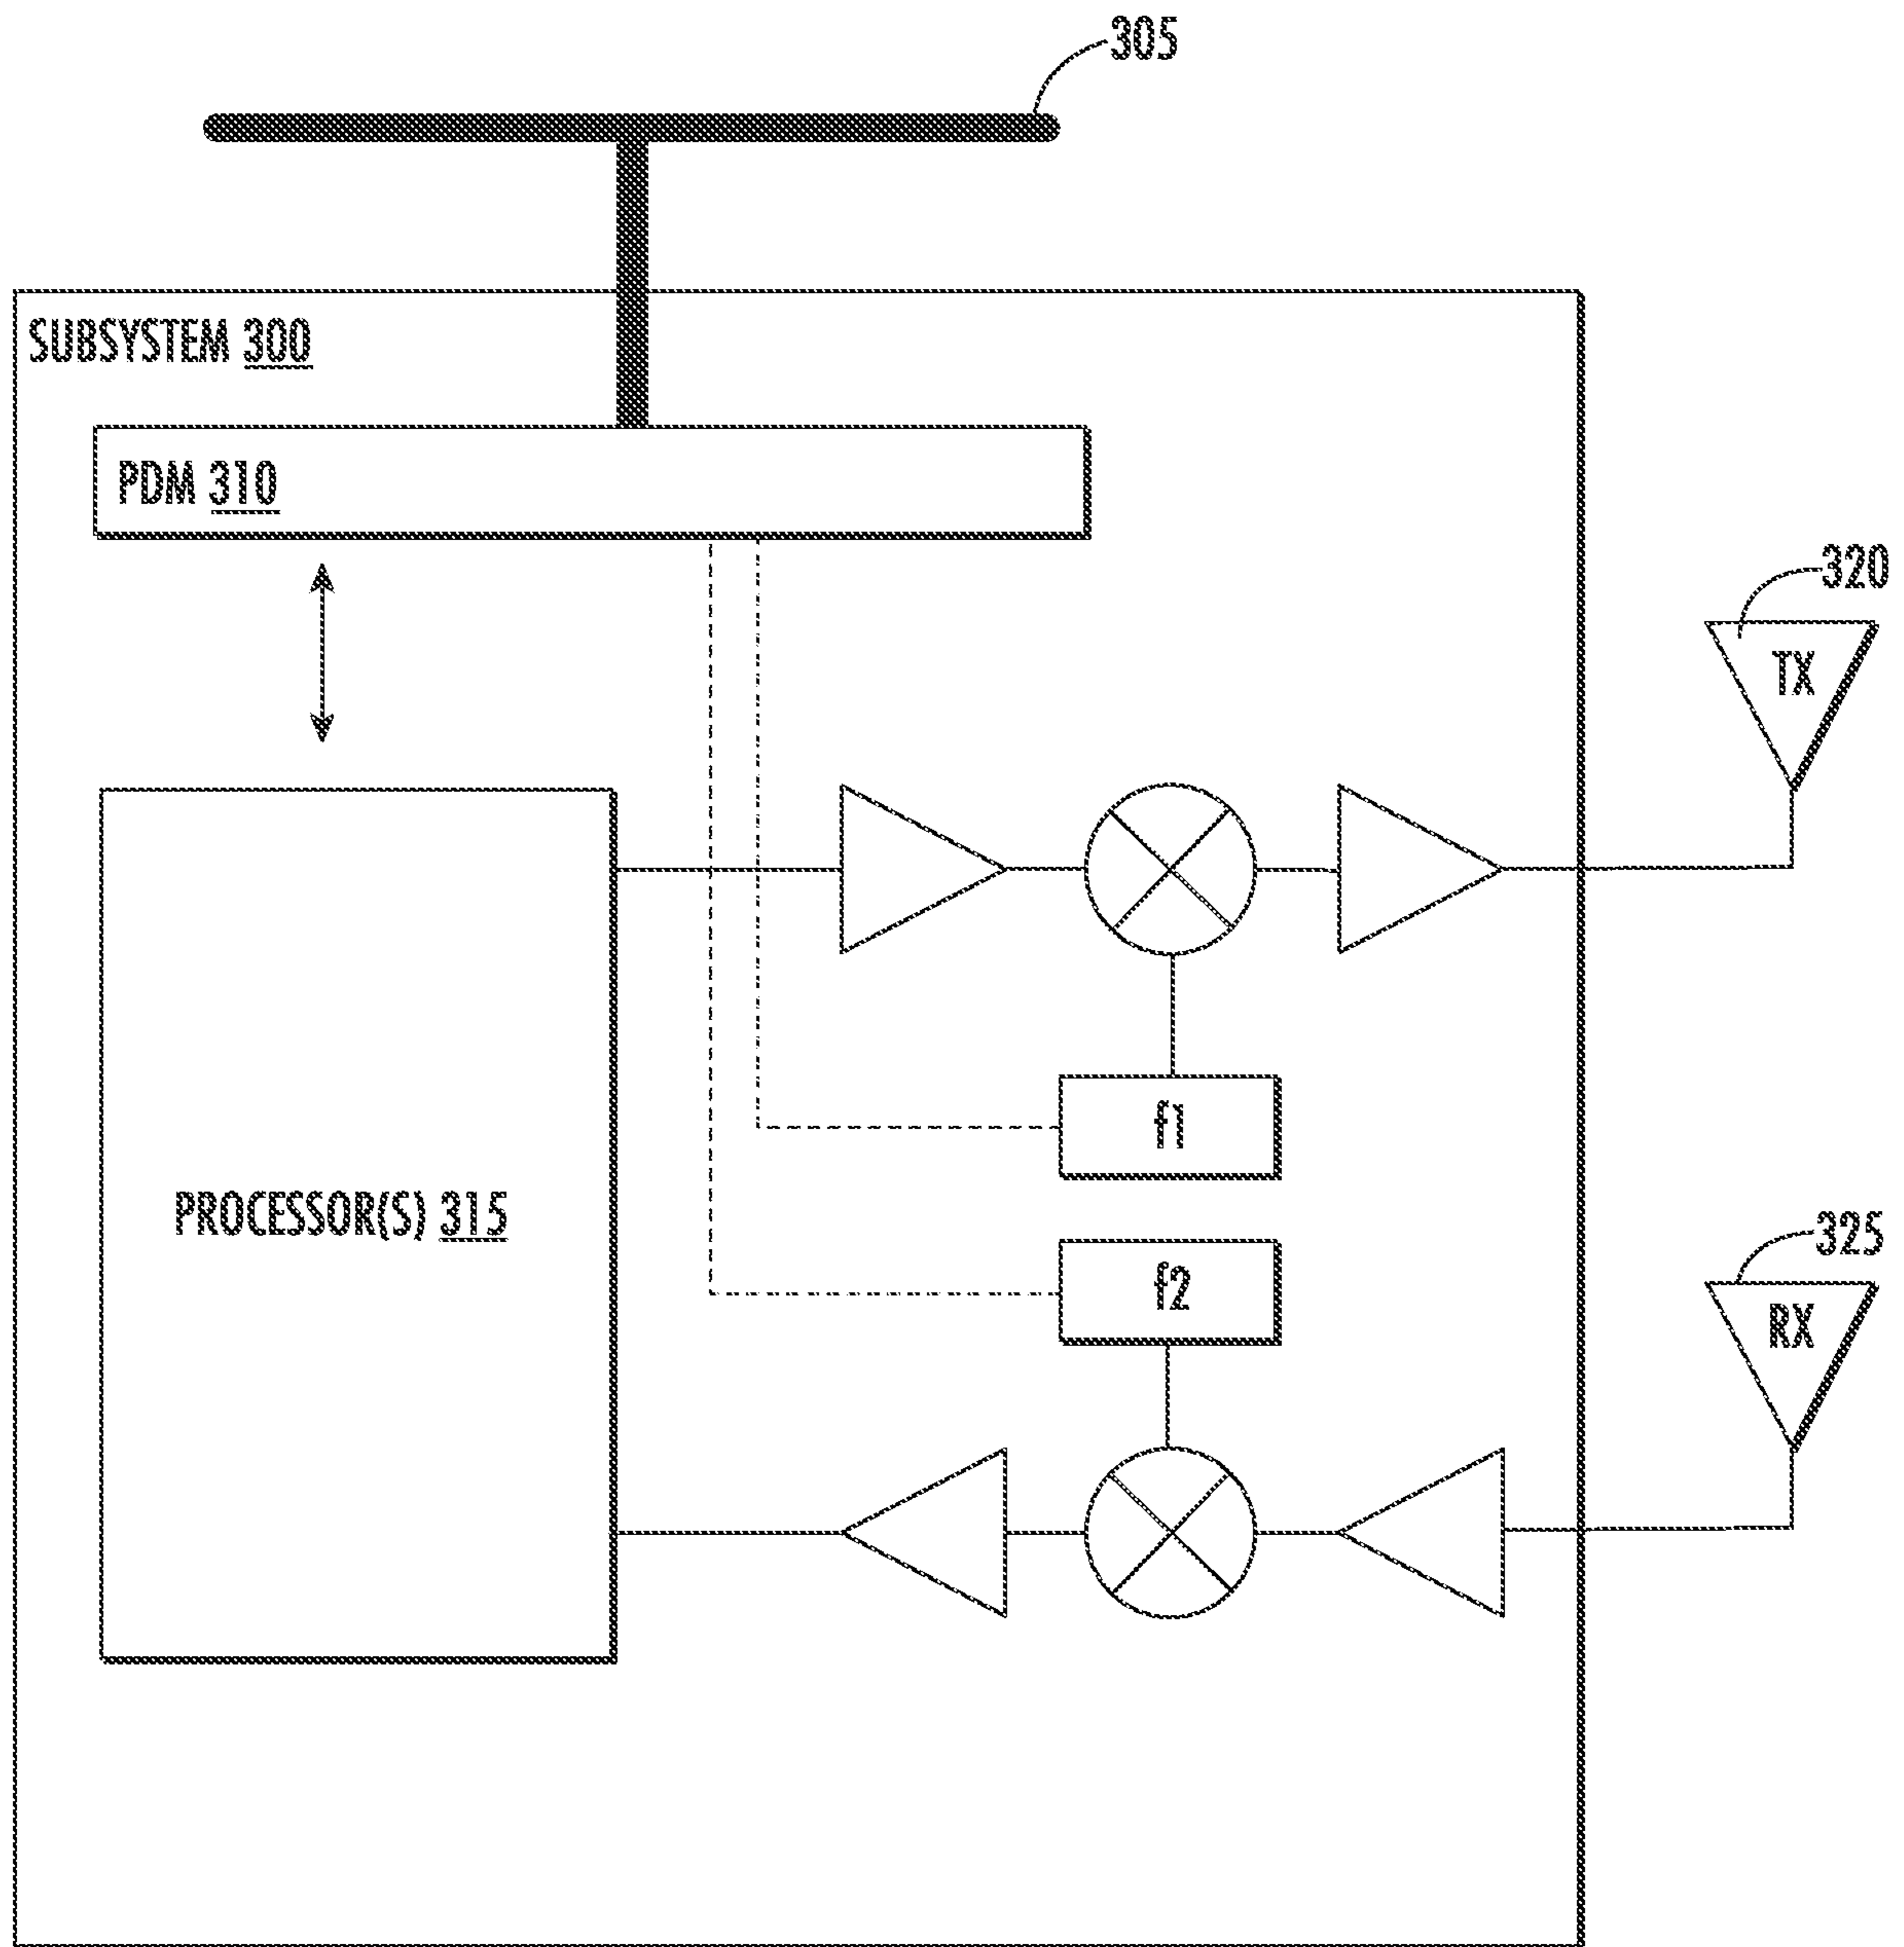 305
SUBSYSTEM 300
PDM 310
320
TX
f1
PROCESSOR(S) 315
325
f2
RX